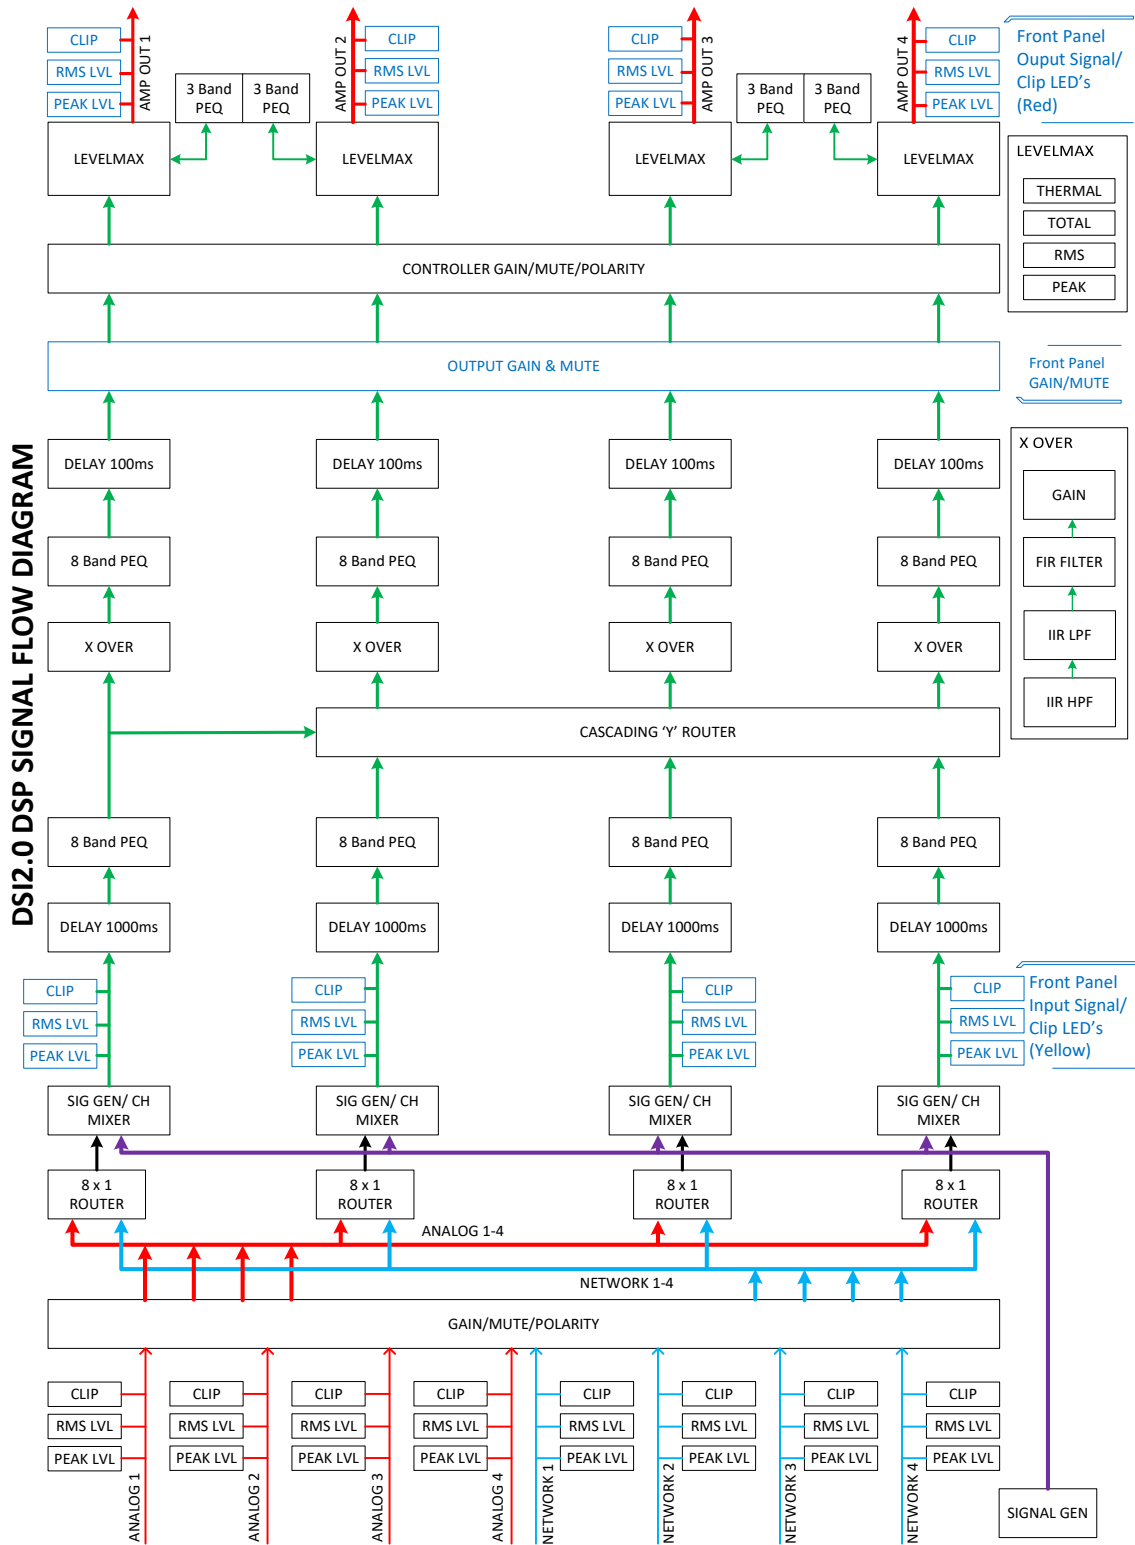 DSI2.0 DSP SIGNAL FLOW DIAGRAM
CLIP
RMS LVL
PEAK LVL
AMP OUT 1
3 Band
PEQ
3 Band
PEQ
AMP OUT 2
CLIP
RMS LVL
PEAK LVL
CLIP
RMS LVL
PEAK LVL
AMP OUT 3
3 Band
PEQ
3 Band
PEQ
AMP OUT 4
CLIP
RMS LVL
PEAK LVL
Front Panel
Ouput Signal/
Clip LED's
(Red)
LEVELMAX
LEVELMAX
LEVELMAX
LEVELMAX
LEVELMAX
THERMAL
TOTAL
RMS
PEAK
CONTROLLER GAIN/MUTE/POLARITY
OUTPUT GAIN & MUTE
Front Panel
GAIN/MUTE
DELAY 100ms
DELAY 100ms
DELAY 100ms
DELAY 100ms
8 Band PEQ
8 Band PEQ
8 Band PEQ
8 Band PEQ
X OVER
X OVER
X OVER
X OVER
X OVER
GAIN
FIR FILTER
IIR LPF
IIR HPF
CASCADING ‘Y’ ROUTER
8 Band PEQ
8 Band PEQ
8 Band PEQ
8 Band PEQ
DELAY 1000ms
DELAY 1000ms
DELAY 1000ms
DELAY 1000ms
CLIP
RMS LVL
PEAK LVL
CLIP
RMS LVL
PEAK LVL
CLIP
RMS LVL
PEAK LVL
CLIP
RMS LVL
PEAK LVL
Front Panel
Input Signal/
Clip LED's
(Yellow)
SIG GEN/ CH
MIXER
SIG GEN/ CH
MIXER
SIG GEN/ CH
MIXER
SIG GEN/ CH
MIXER
8 x 1
ROUTER
8 x 1
ROUTER
8 x 1
ROUTER
8 x 1
ROUTER
ANALOG 1-4
NETWORK 1-4
GAIN/MUTE/POLARITY
CLIP
RMS LVL
PEAK LVL
ANALOG 1
CLIP
RMS LVL
PEAK LVL
ANALOG 2
CLIP
RMS LVL
PEAK LVL
ANALOG 3
CLIP
RMS LVL
PEAK LVL
ANALOG 4
NETWORK 1
CLIP
RMS LVL
PEAK LVL
NETWORK 2
CLIP
RMS LVL
PEAK LVL
NETWORK 3
CLIP
RMS LVL
PEAK LVL
NETWORK 4
CLIP
RMS LVL
PEAK LVL
SIGNAL GEN